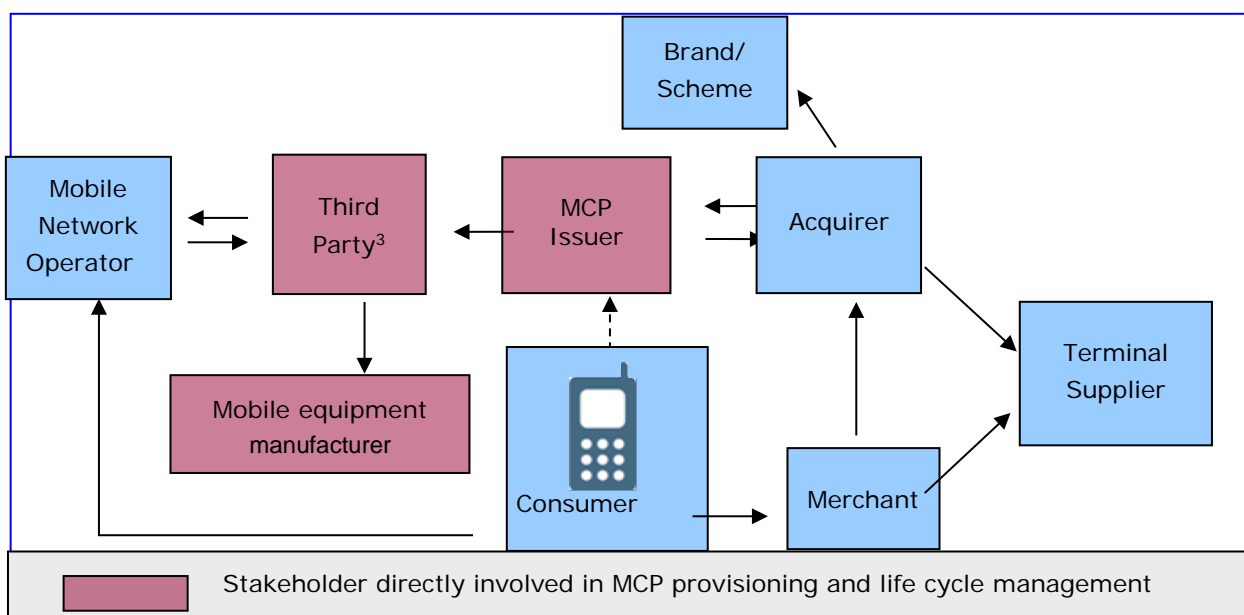 Brand/
Scheme
Mobile
Network
Operator
Third
Party³
MCP
Issuer
Acquirer
Terminal
Supplier
Mobile equipment
manufacturer
Consumer
Merchant
Stakeholder directly involved in MCP provisioning and life cycle management